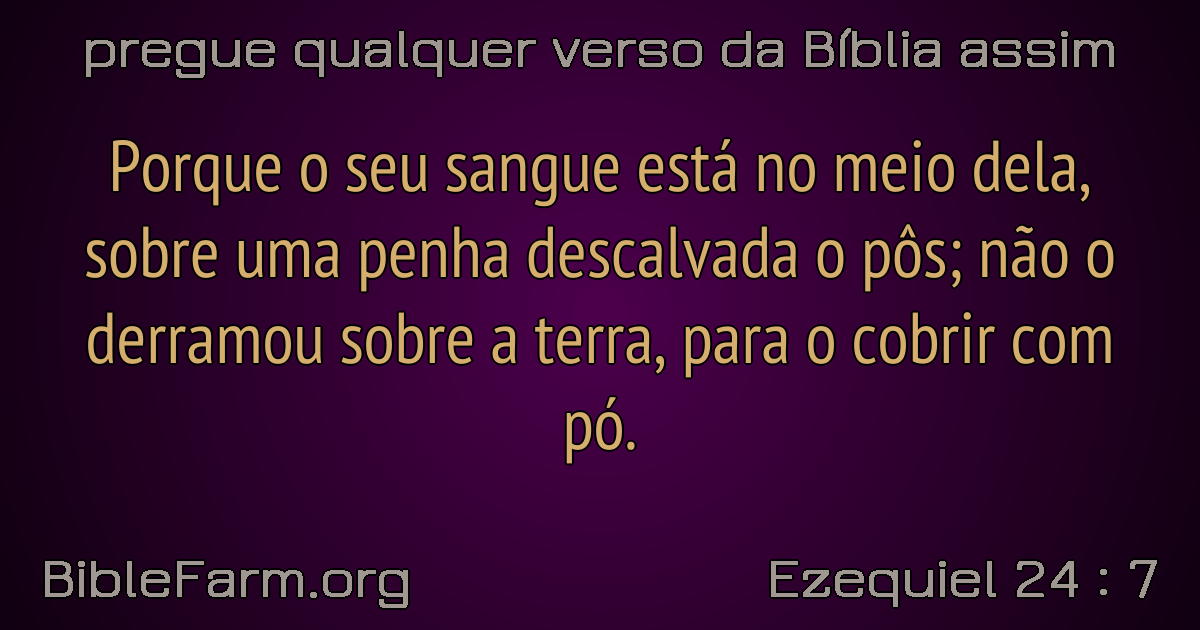 pregue qualquer verso da Bíblia assim
Porque o seu sangue está no meio dela,
sobre uma penha descalvada o pôs; não o
derramou sobre a terra, para o cobrir com
pó.
BibleFarm.org
Ezequiel 24 : 7